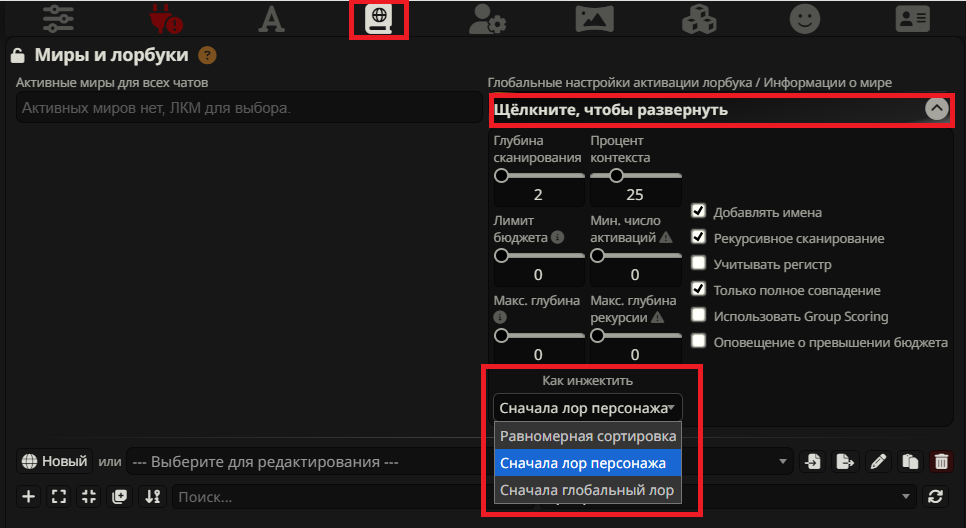 Миры и лорбуки ?
Активные миры для всех чатов
Активных миров нет, ЛКМ для выбора.
Глобальные настройки активации лорбука / Информации о мире
Щёлкните, чтобы развернуть
Глубина
сканирования
2
Процент
контекста
25
Лимит
бюджета
0
Мин. число
активаций
0
Макс. глубина
0
Макс. глубина
рекурсии
0
Добавлять имена
Рекурсивное сканирование
Учитывать регистр
Только полное совпадение
Использовать Group Scoring
Оповещение о превышении бюджета
Как инжектить
Сначала лор персонажа
Равномерная сортировка
Сначала лор персонажа
Сначала глобальный лор
Новый или --- Выберите для редактирования ---
Поиск...